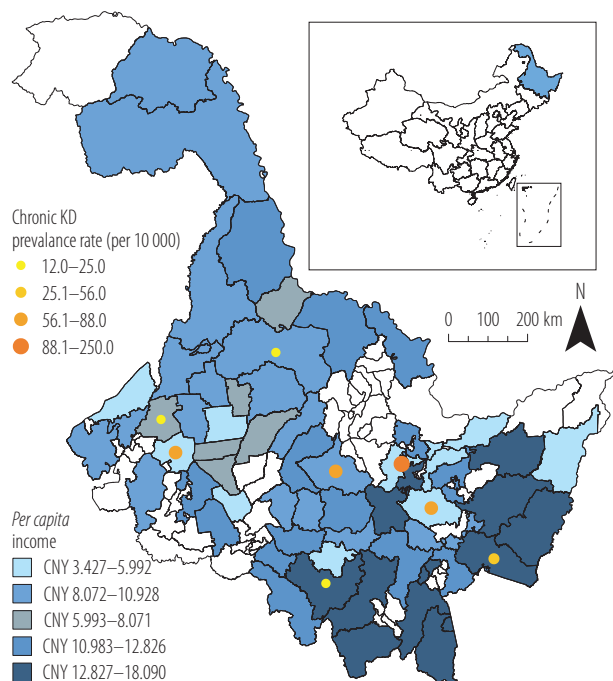 Chronic KD
prevalance rate (per 10 000)
12.0–25.0
25.1–56.0
56.1–88.0
88.1–250.0
N
0 100 200 km
Per capita
income
CNY 3.427–5.992
CNY 8.072–10.928
CNY 5.993–8.071
CNY 10.983–12.826
CNY 12.827–18.090